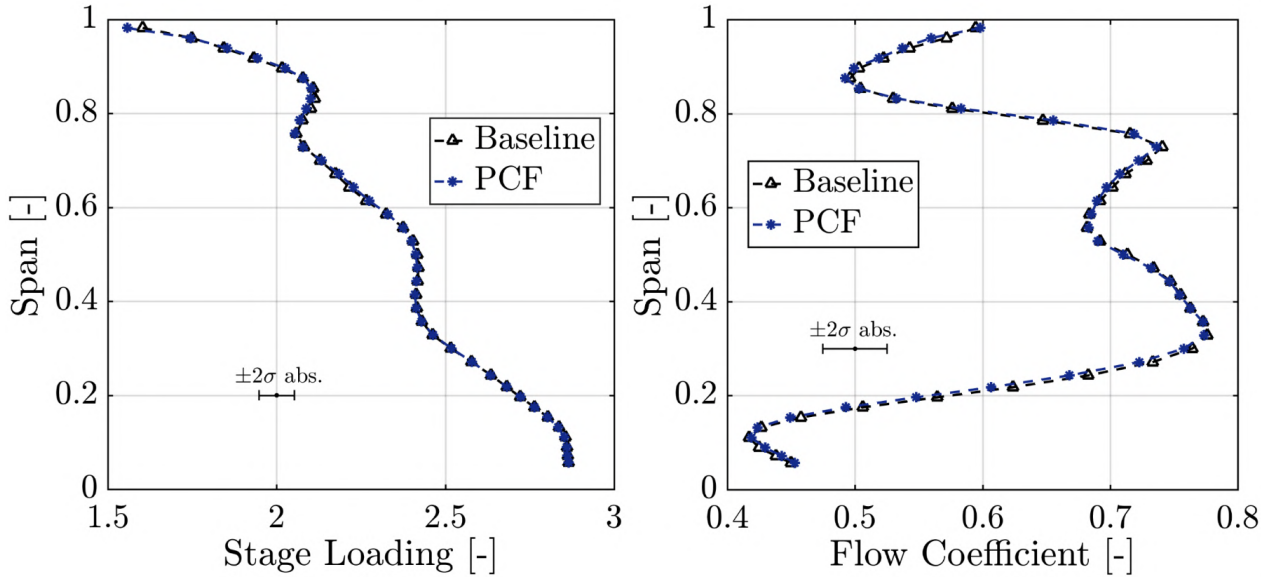 1
0.8
0.6
0.4
0.2
0
Span [-]
1.5 2 2.5 3
Stage Loading [-]
Baseline
PCF
±2σ abs.
1
0.8
0.6
0.4
0.2
0
Span [-]
0.4 0.5 0.6 0.7 0.8
Flow Coefficient [-]
Baseline
PCF
±2σ abs.